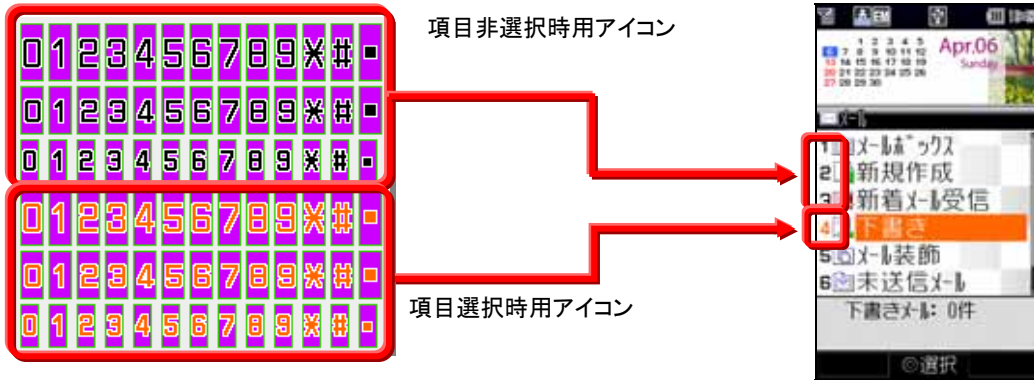 項目非選択時用アイコン
0123456789*#▪
0123456789*#▪
0123456789*#▪
0123456789*#▪
0123456789*#▪
0123456789*#▪
項目選択時用アイコン
EM
Apr.06
Sunday
1 2 3 4 5
6 7 8 9 10 11 12
13 14 15 16 17 18 19
20 21 22 23 24 25 26
27 28 29 30
メール
1 メールボックス
2 新規作成
3 新着メール受信
4 下書き
5 メール装飾
6 未送信メール
下書きメール: 0件
◎選択